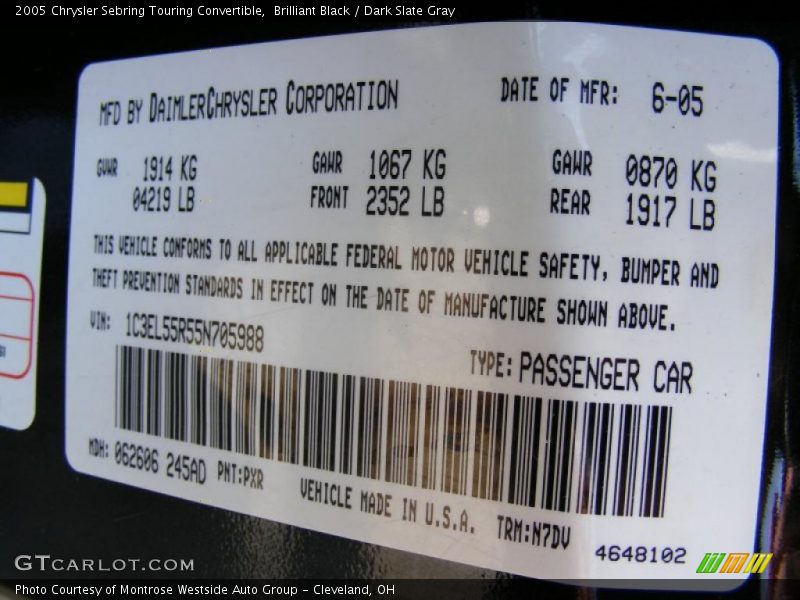 2005 Chrysler Sebring Touring Convertible,  Brilliant Black / Dark Slate Gray
MFD BY DAIMLERCHRYSLER CORPORATION
DATE OF MFR: 6-05
GVWR 1914 KG
04219 LB
GAWR 1067 KG
FRONT 2352 LB
GAWR 0870 KG
REAR 1917 LB
THIS VEHICLE CONFORMS TO ALL APPLICABLE FEDERAL MOTOR VEHICLE SAFETY, BUMPER AND
THEFT PREVENTION STANDARDS IN EFFECT ON THE DATE OF MANUFACTURE SHOWN ABOVE.
VIN: 1C3EL55R55N705988
TYPE: PASSENGER CAR
MDH: 062606 245AD PNT:PXR
VEHICLE MADE IN U.S.A. TRM:N7DV
4648102
GTCARLOT.COM
Photo Courtesy of Montrose Westside Auto Group - Cleveland, OH